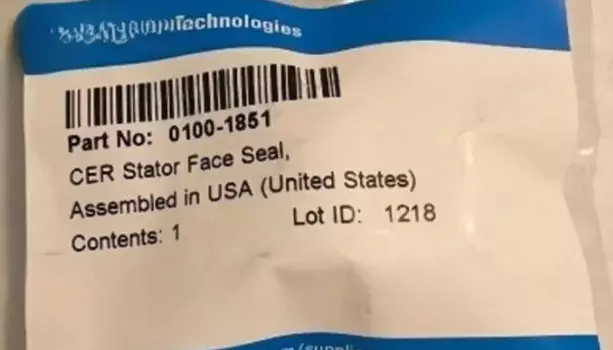 Technologies
Part No: 0100-1851
CER Stator Face Seal,
Assembled in USA (United States)
Contents: 1 Lot ID: 1218